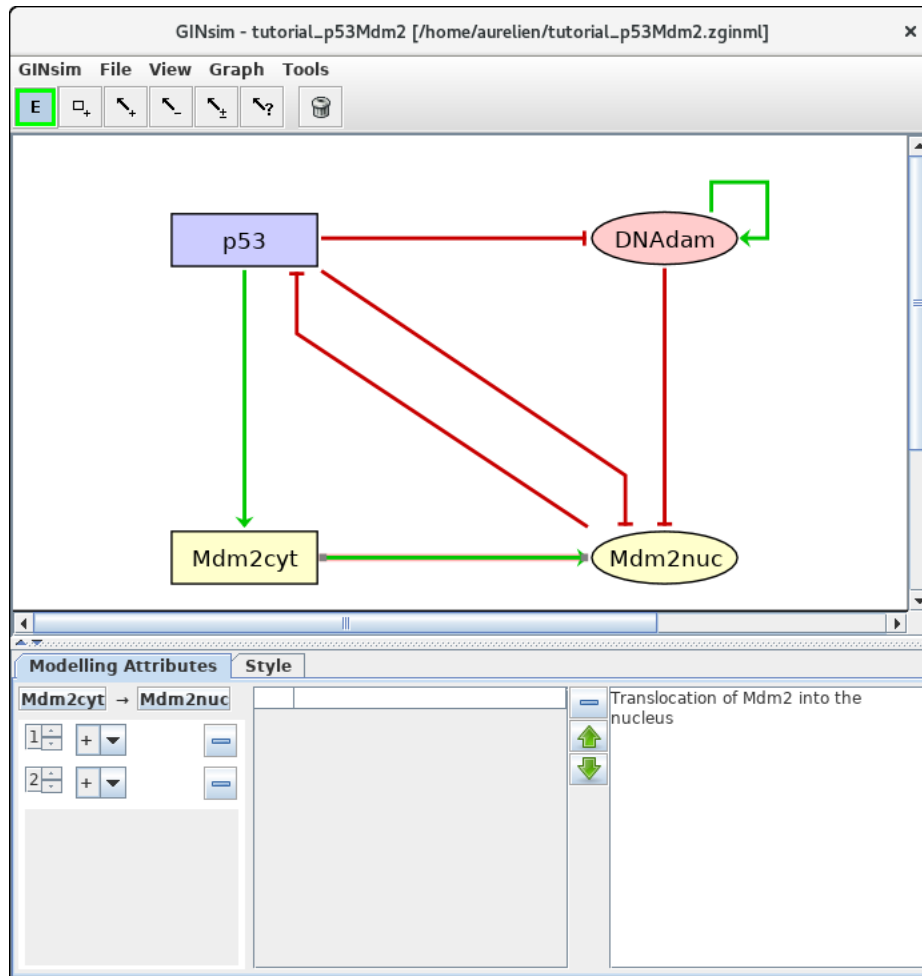 GINsim - tutorial_p53Mdm2 [/home/aurelien/tutorial_p53Mdm2.zginml] ×
GINsim File View Graph Tools
E + + - ± ?
p53
DNAdam
Mdm2cyt
Mdm2nuc
Modelling Attributes Style
Mdm2cyt → Mdm2nuc
1 +
2 +
Translocation of Mdm2 into the
nucleus